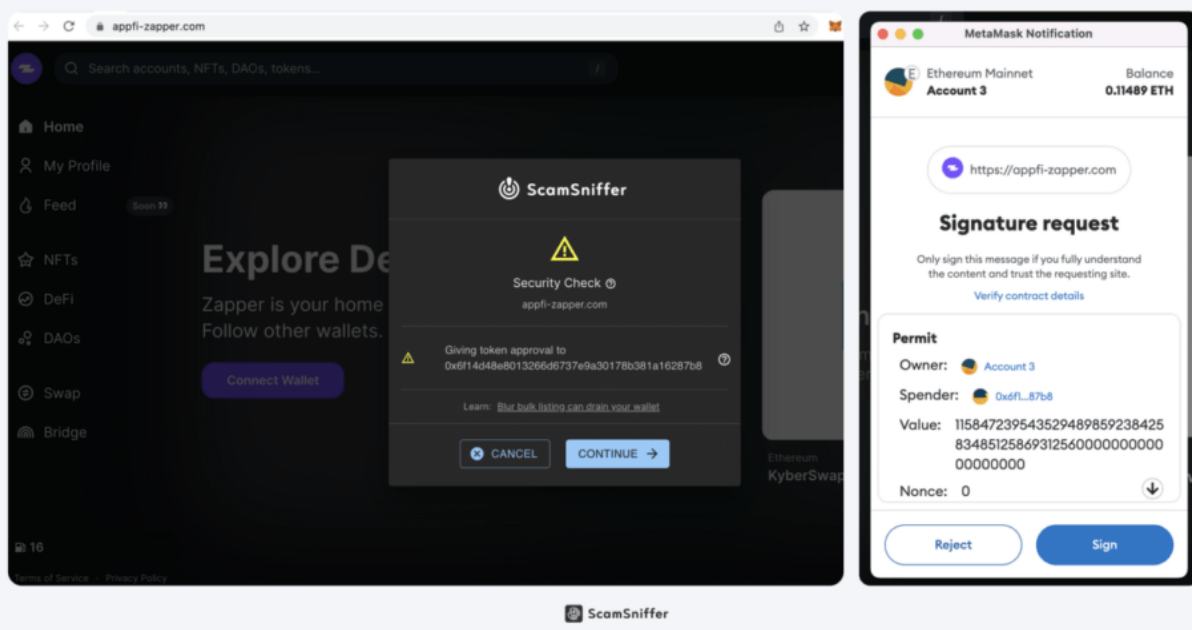 appfi-zapper.com
Search accounts, NFTs, DAOs, tokens...
/
Home
My Profile
Feed
Soon
NFTs
DeFi
DAOs
Swap
Bridge
16
Terms of Service - Privacy Policy
Explore De
Zapper is your home
Follow other wallets.
Connect Wallet
Ethereum
KyberSwap
ScamSniffer
Security Check
appfi-zapper.com
Giving token approval to
0x6f14d48e8013266d6737e9a30178b381a16287b8
Learn: Blur bulk listing can drain your wallet
CANCEL
CONTINUE →
MetaMask Notification
E
Ethereum Mainnet
Account 3
Balance
0.11489 ETH
https://appfi-zapper.com
Signature request
Only sign this message if you fully understand
the content and trust the requesting site.
Verify contract details
Permit
Owner: Account 3
Spender: 0x6f1...87b8
Value: 115847239543529489859238425
83485125869312560000000000
00000000
Nonce: 0
Reject
Sign
ScamSniffer